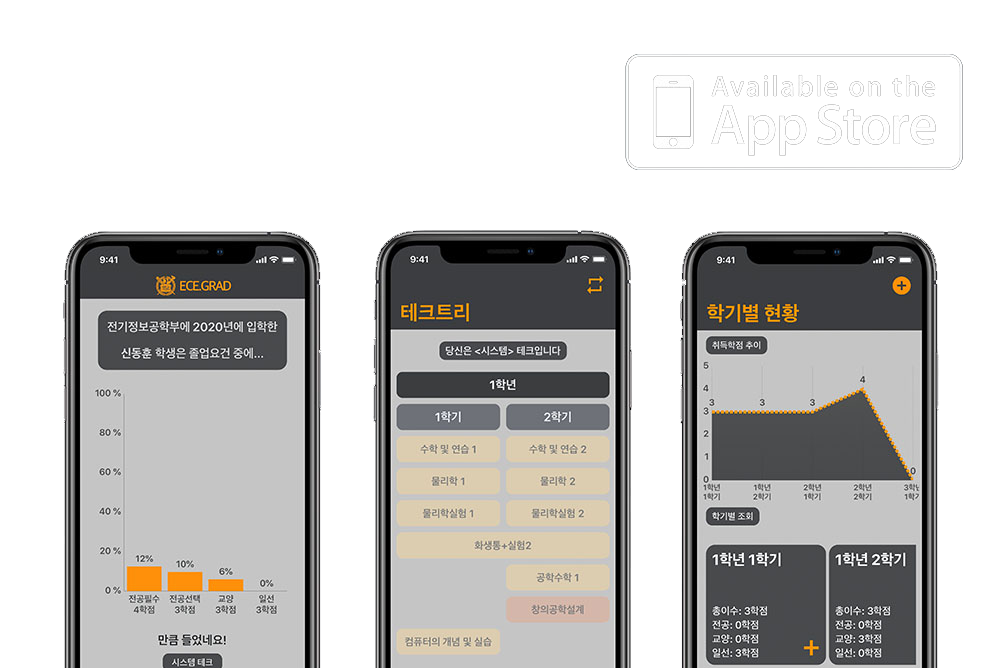 Available on the
App Store
9:41
ECE.GRAD
전기정보공학부에 2020년에 입학한
신동훈 학생은 졸업요건 중에...
100 %
80 %
60 %
40 %
20 %
0 %
12%
10%
6%
0%
전공필수 전공선택 교양 일선
4학점 3학점 3학점 3학점
만큼 들었네요!
시스템 테크
9:41
테크트리
당신은 <시스템> 테크입니다
1학년
1학기 2학기
수학 및 연습 1 수학 및 연습 2
물리학 1 물리학 2
물리학실험 1 물리학실험 2
화생통+실험2
공학수학 1
창의공학설계
컴퓨터의 개념 및 실습
9:41
학기별 현황
취득학점 추이
5
4
3
2
1
0
3 3 3 4 0
1학년 1학년 2학년 2학년 3학년
1학기 2학기 1학기 2학기 1학기
학기별 조회
1학년 1학기
총이수: 3학점
전공: 0학점
교양: 0학점
일선: 3학점
1학년 2학기
총이수: 3학점
전공: 0학점
교양: 3학점
일선: 0학점